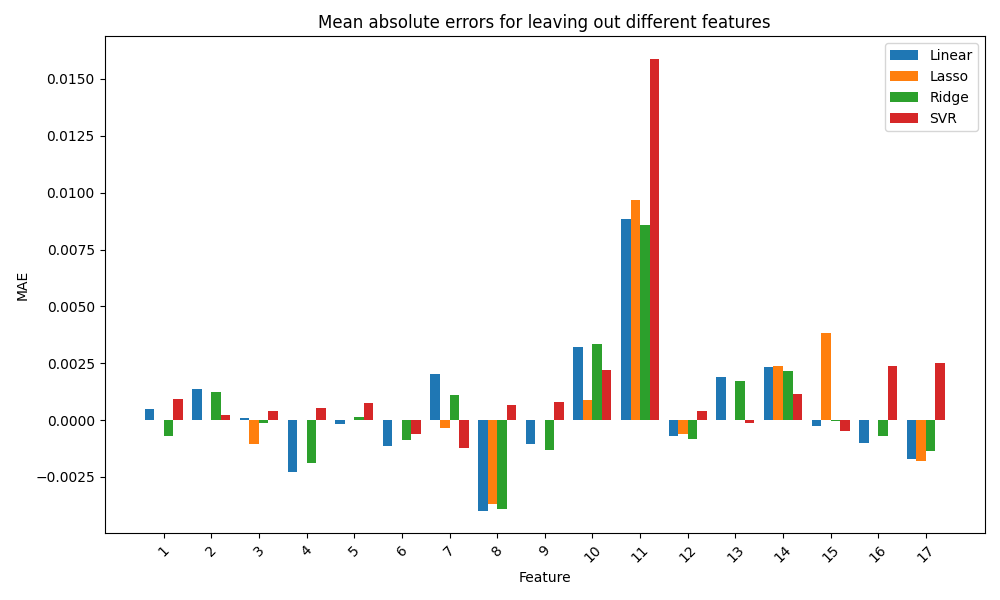 Mean absolute errors for leaving out different features
Linear
Lasso
Ridge
SVR
0.0150
0.0125
0.0100
0.0075
0.0050
0.0025
0.0000
−0.0025
MAE
1 2 3 4 5 6 7 8 9 10 11 12 13 14 15 16 17
Feature